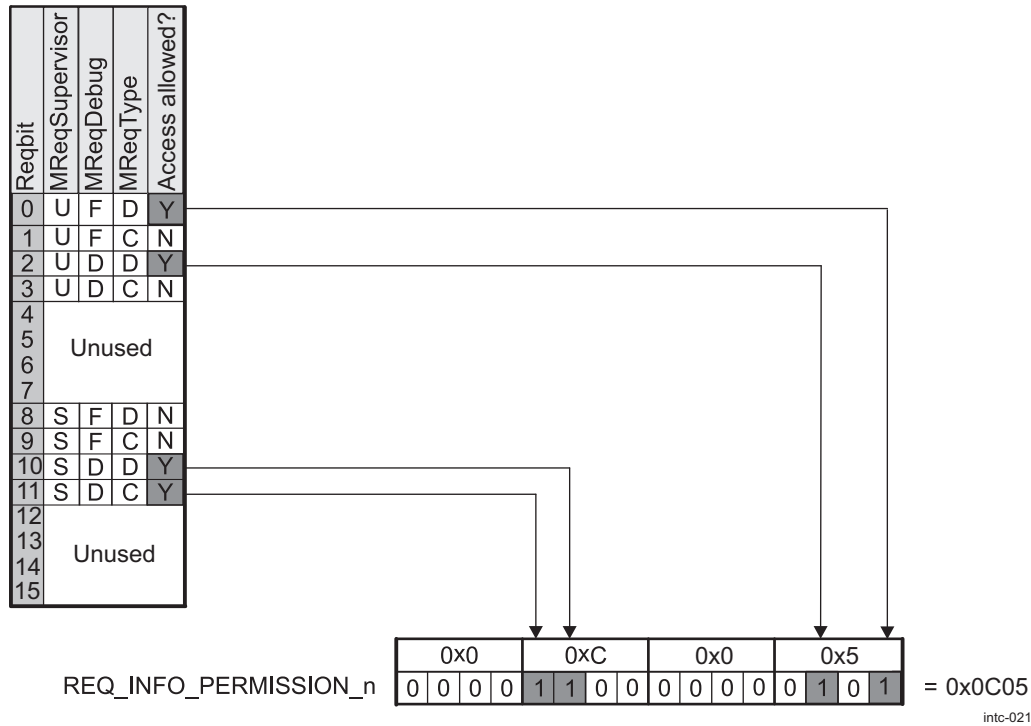 Reqbit MReqSupervisor MReqDebug MReqType Access allowed?
0 U F D Y
1 U F C N
2 U D D Y
3 U D C N
4
5 Unused
6
7
8 S F D N
9 S F C N
10 S D D Y
11 S D C Y
12
13 Unused
14
15
0x0 0xC 0x0 0x5
REQ_INFO_PERMISSION_n 0 0 0 0 1 1 0 0 0 0 0 0 0 1 0 1 = 0x0C05
intc-021